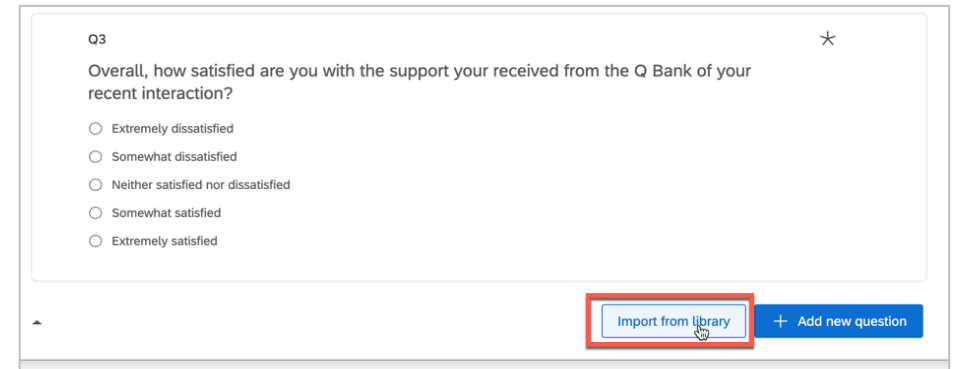 Q3
Overall, how satisfied are you with the support your received from the Q Bank of your
recent interaction?
Extremely dissatisfied
Somewhat dissatisfied
Neither satisfied nor dissatisfied
Somewhat satisfied
Extremely satisfied
Import from library
Add new question